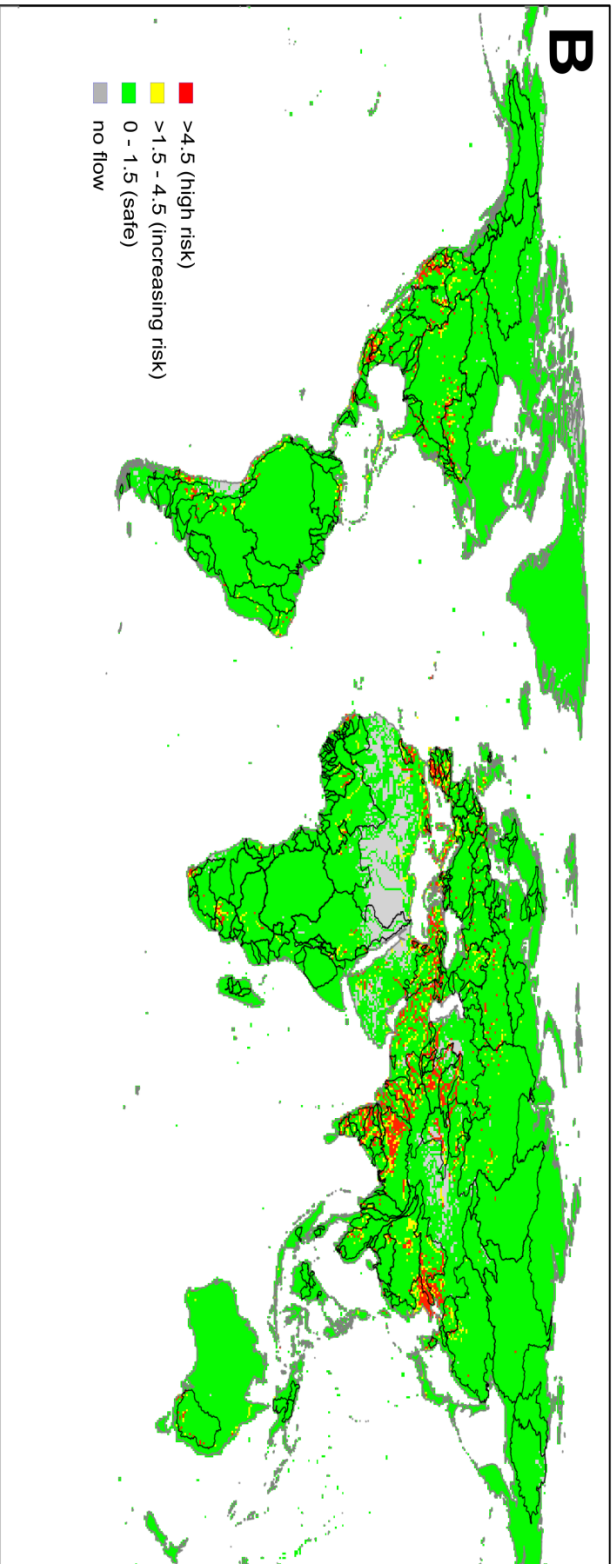 B
>4.5 (high risk)
>1.5 - 4.5 (increasing risk)
0 - 1.5 (safe)
no flow